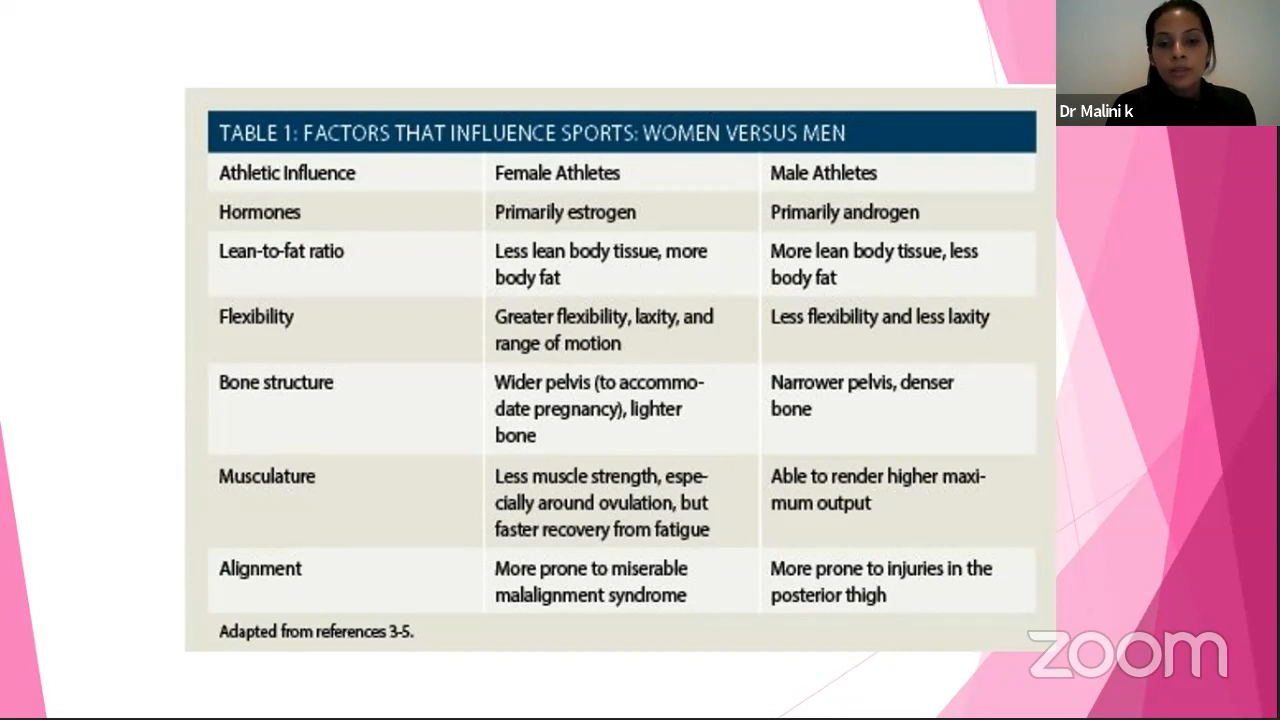 Dr Malini k
TABLE 1: FACTORS THAT INFLUENCE SPORTS: WOMEN VERSUS MEN
Athletic Influence
Female Athletes
Male Athletes
Hormones
Primarily estrogen
Primarily androgen
Lean-to-fat ratio
Less lean body tissue, more
body fat
More lean body tissue, less
body fat
Flexibility
Greater flexibility, laxity, and
range of motion
Less flexibility and less laxity
Bone structure
Wider pelvis (to accommo-
date pregnancy), lighter
bone
Narrower pelvis, denser
bone
Musculature
Less muscle strength, espe-
cially around ovulation, but
faster recovery from fatigue
Able to render higher maxi-
mum output
Alignment
More prone to miserable
malalignment syndrome
More prone to injuries in the
posterior thigh
Adapted from references 3-5.
zoom